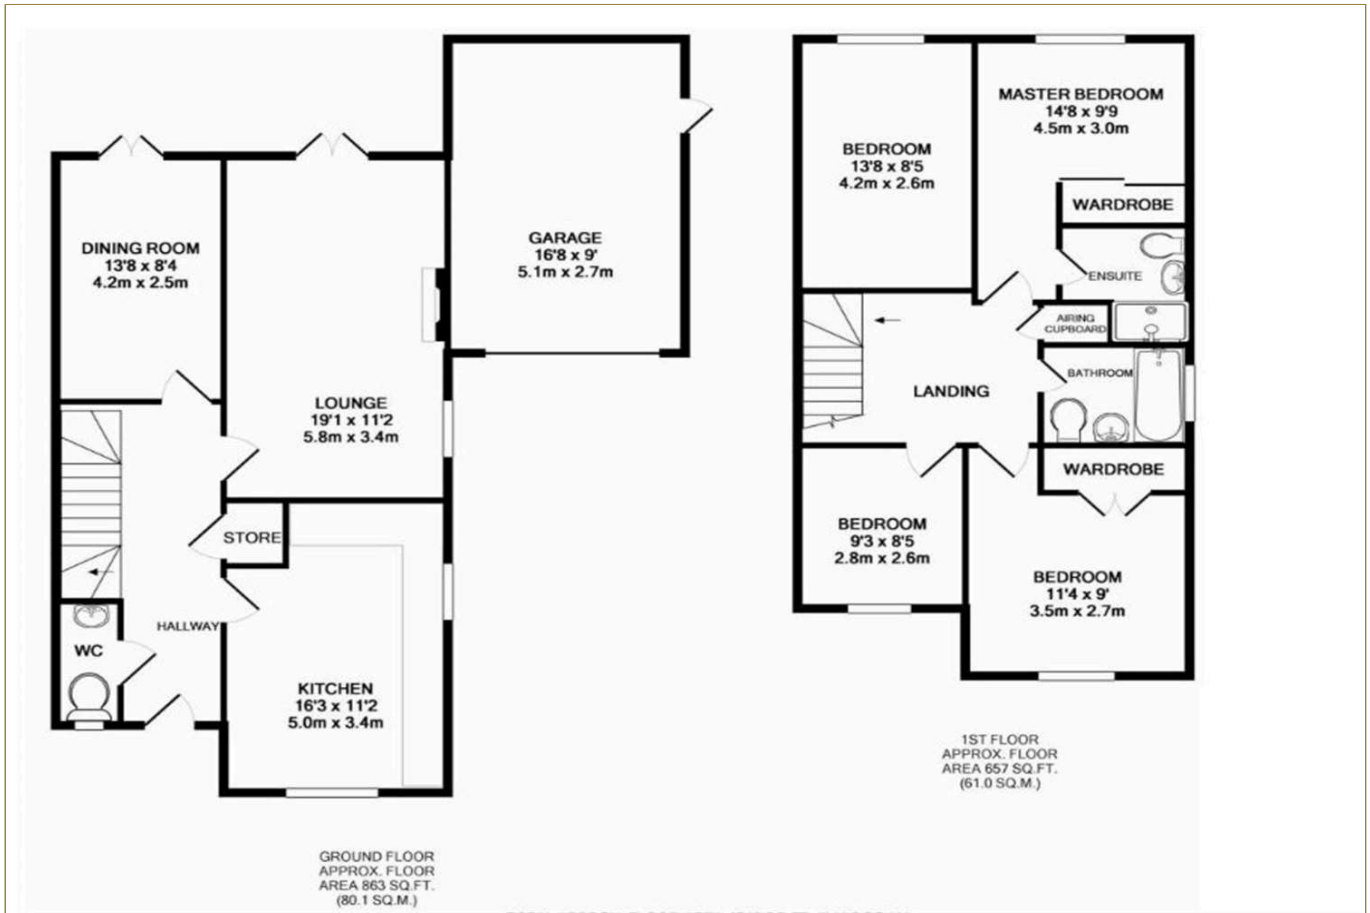 DINING ROOM
13'8 x 8'4
4.2m x 2.5m
LOUNGE
19'1 x 11'2
5.8m x 3.4m
GARAGE
16'8 x 9'
5.1m x 2.7m
STORE
HALLWAY
WC
KITCHEN
16'3 x 11'2
5.0m x 3.4m
GROUND FLOOR
APPROX. FLOOR
AREA 863 SQ.FT.
(80.1 SQ.M.)
BEDROOM
13'8 x 8'5
4.2m x 2.6m
MASTER BEDROOM
14'8 x 9'9
4.5m x 3.0m
WARDROBE
ENSUITE
AIRING
CUPBOARD
BATHROOM
LANDING
WARDROBE
BEDROOM
9'3 x 8'5
2.8m x 2.6m
BEDROOM
11'4 x 9'
3.5m x 2.7m
1ST FLOOR
APPROX. FLOOR
AREA 657 SQ.FT.
(61.0 SQ.M.)